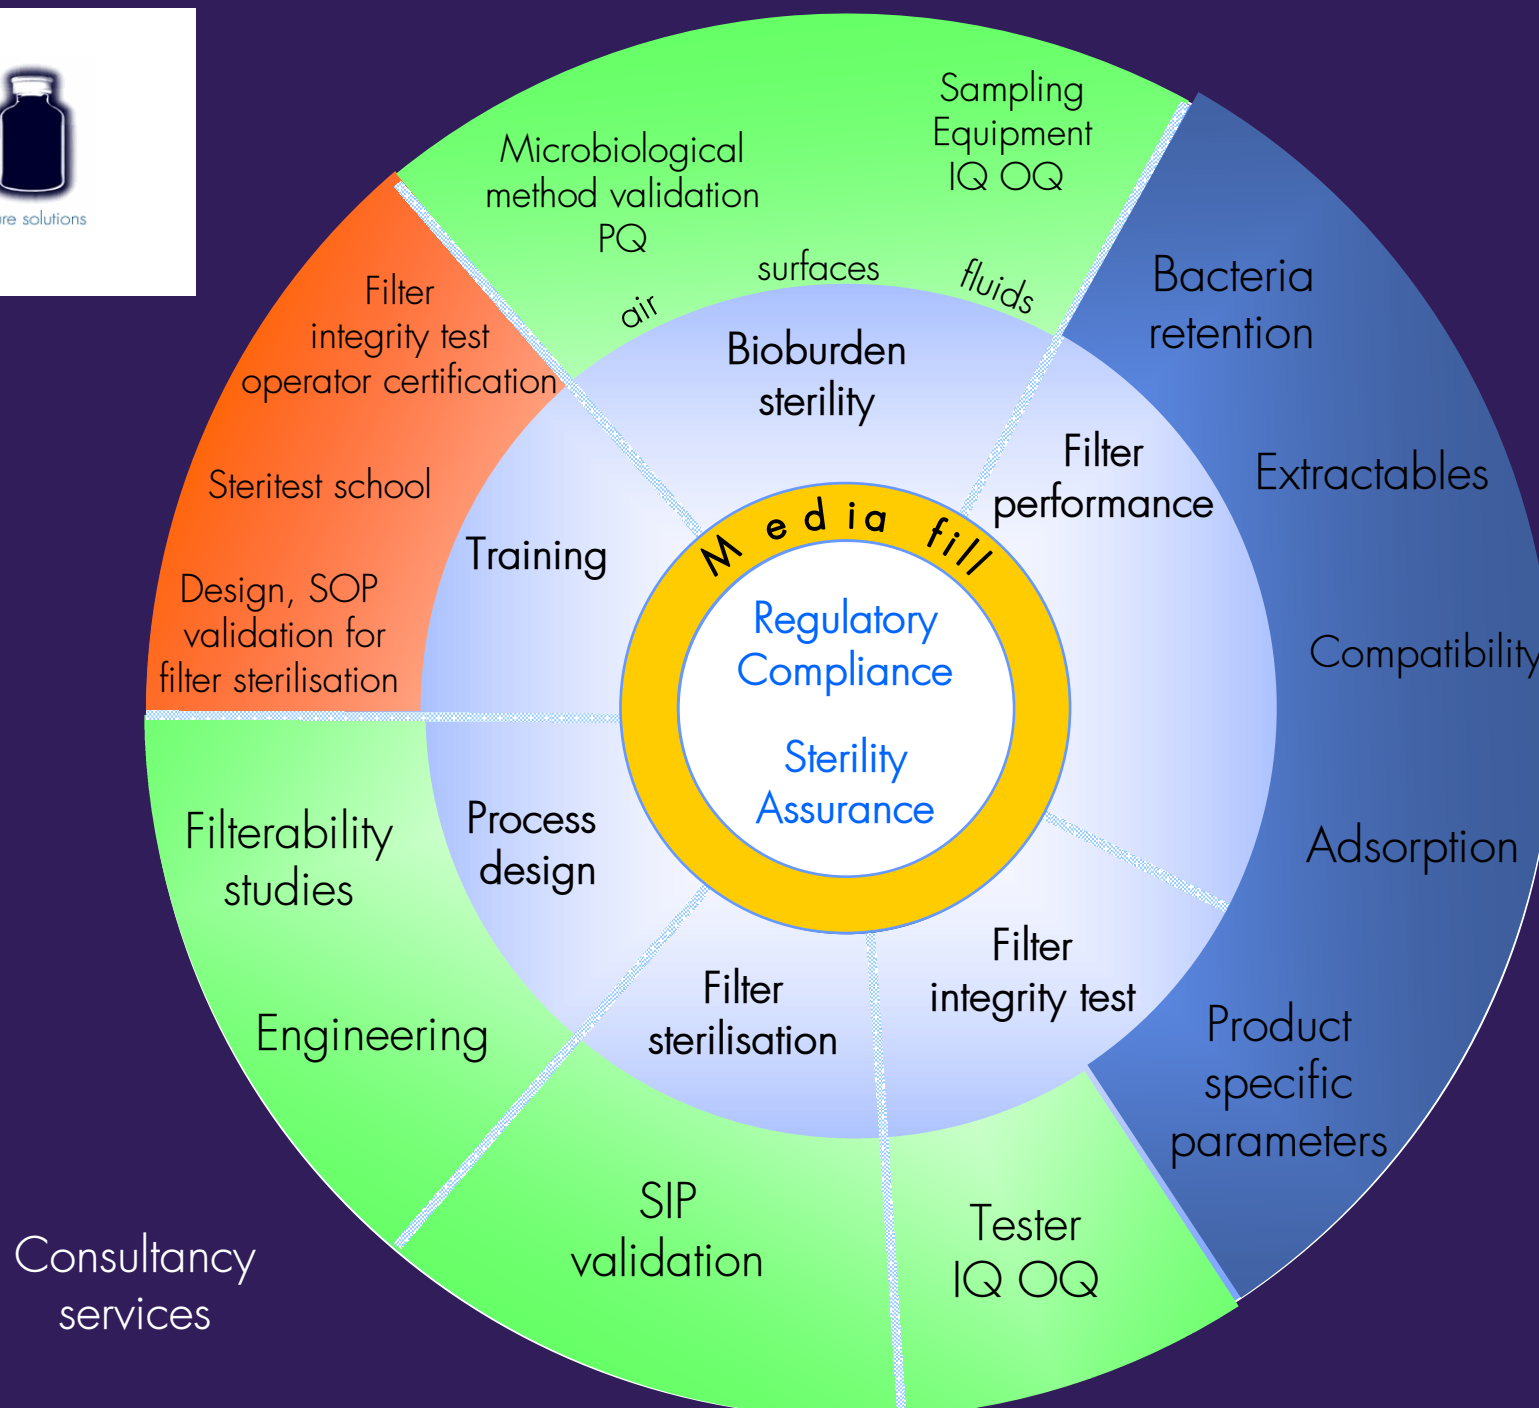 solutions
Microbiological
method validation
PQ
Sampling
Equipment
IQ OQ
air
surfaces
fluids
Filter
integrity test
operator certification
Steritest school
Design, SOP
validation for
filter sterilisation
Bioburden
sterility
Filter
performance
Training
Media fill
Regulatory
Compliance
Sterility
Assurance
Bacteria
retention
Extractables
Compatibility
Adsorption
Product
specific
parameters
Process
design
Filter
sterilisation
Filter
integrity test
Filterability
studies
Engineering
SIP
validation
Tester
IQ OQ
Consultancy
services